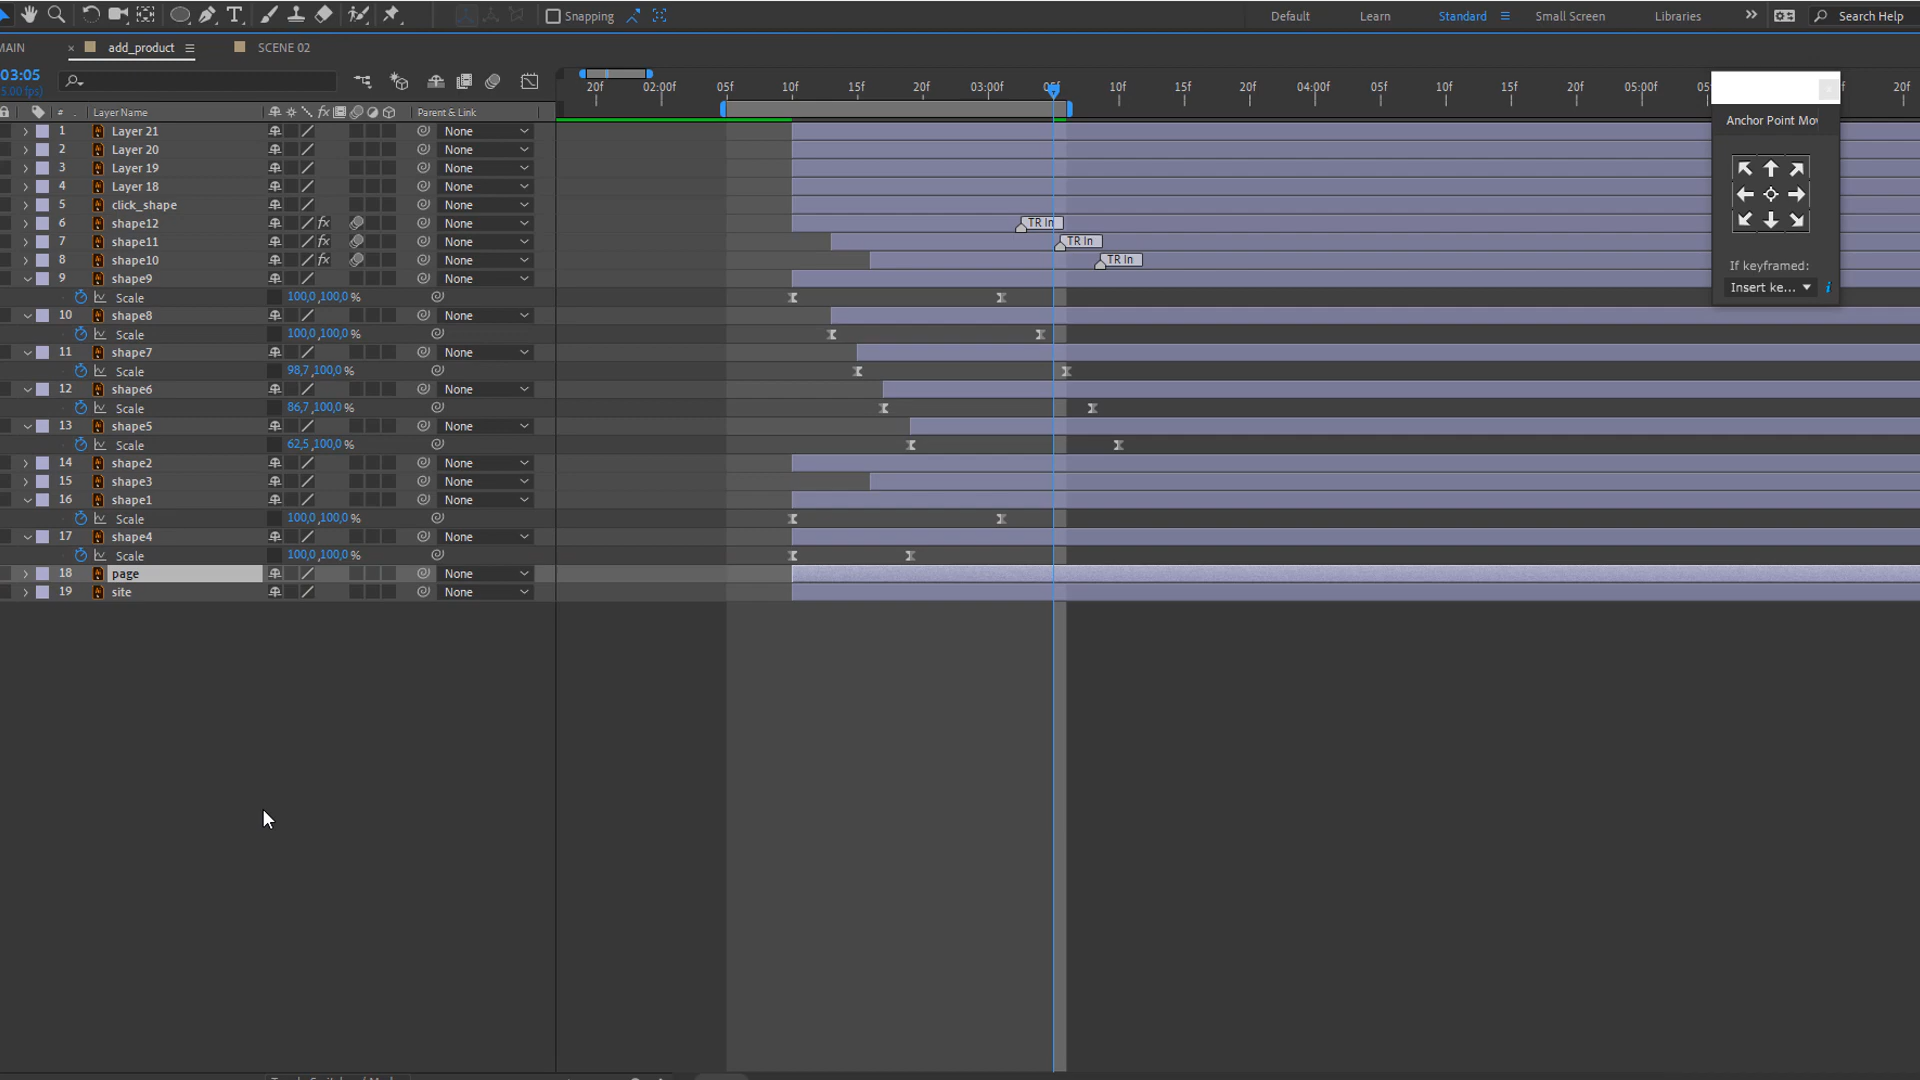 Snapping Default Learn Standard Small Screen Libraries Search Help
MAIN add_product SCENE 02
03:05
5.00 fps)
20f 02:00f 05f 10f 15f 20f 03:00f 10f 15f 20f 04:00f 05f 10f 15f 20f 05:00f 20f
# Layer Name fx Parent & Link
Anchor Point Mov
1 Layer 21 None
2 Layer 20 None
3 Layer 19 None
4 Layer 18 None
5 click_shape None
6 shape12 fx None TR In
7 shape11 fx None TR In
8 shape10 fx None TR In
If keyframed:
Insert ke...
9 shape9 None
Scale 100,0,100,0 %
10 shape8 None
Scale 100,0,100,0 %
11 shape7 None
Scale 98,7,100,0 %
12 shape6 None
Scale 86,7,100,0 %
13 shape5 None
Scale 62,5,100,0 %
14 shape2 None
15 shape3 None
16 shape1 None
Scale 100,0,100,0 %
17 shape4 None
Scale 100,0,100,0 %
18 page None
19 site None